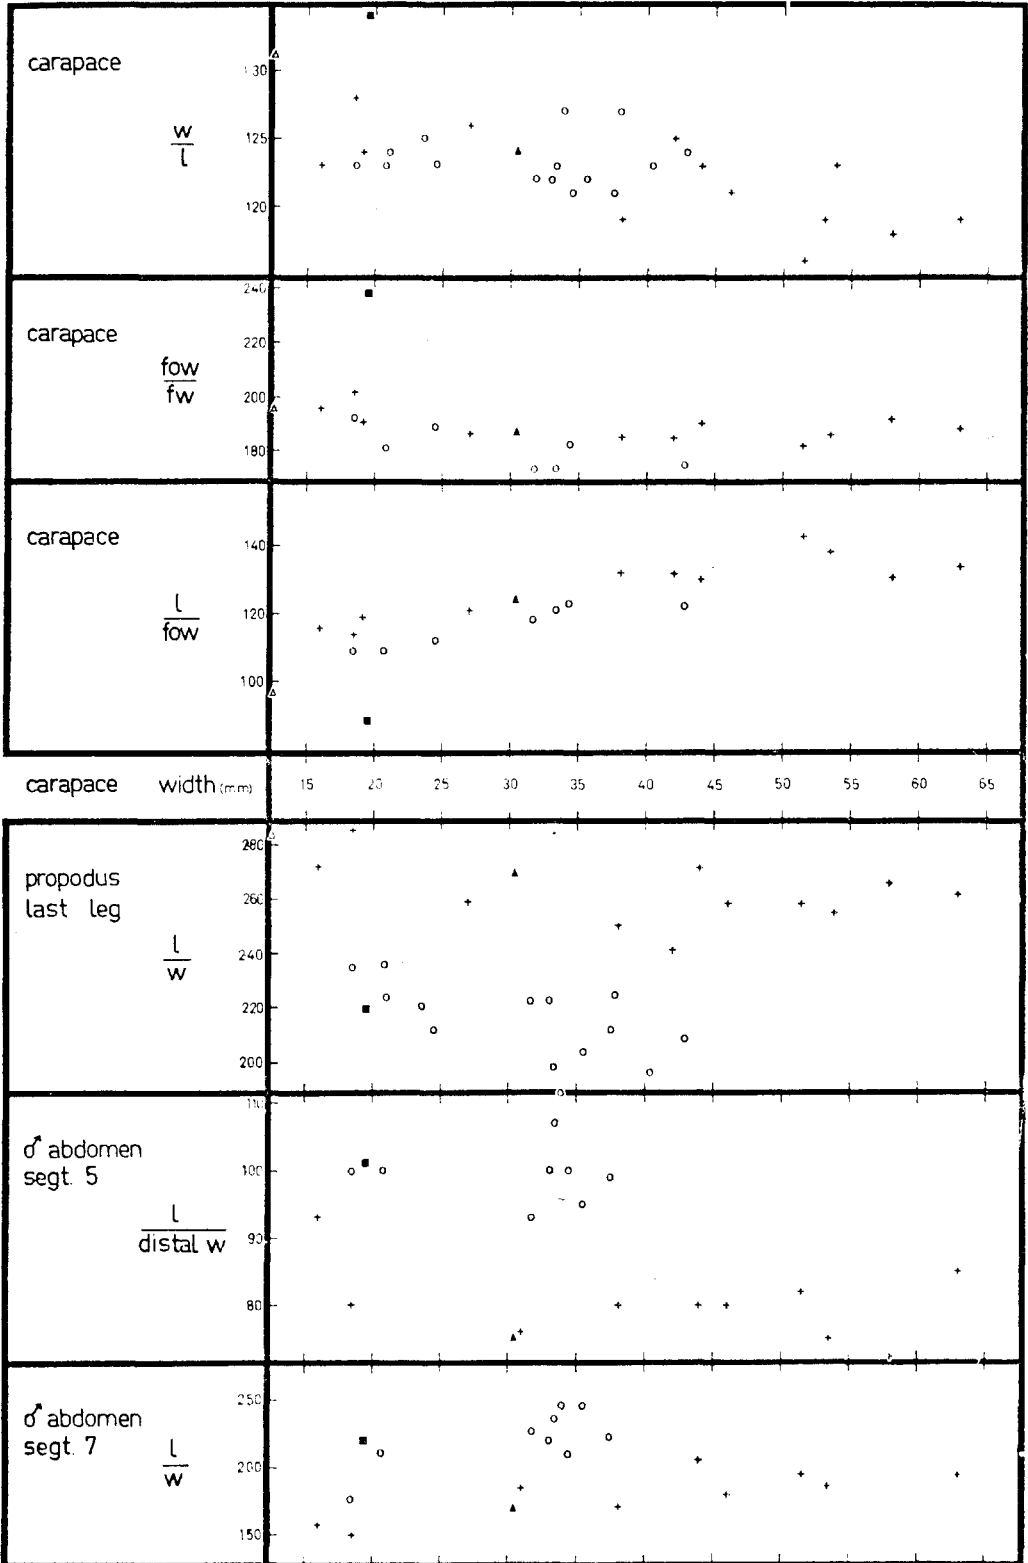 carapace
w
l
130
125
120
carapace
fow
fw
240
220
200
180
carapace
l
fow
140
120
100
carapace width (mm) 15 20 25 30 35 40 45 50 55 60 65
propodus
last leg
l
w
280
260
240
220
200
♂ abdomen
segt. 5
l
distal w
110
100
90
80
♂ abdomen
segt. 7
l
w
250
200
150